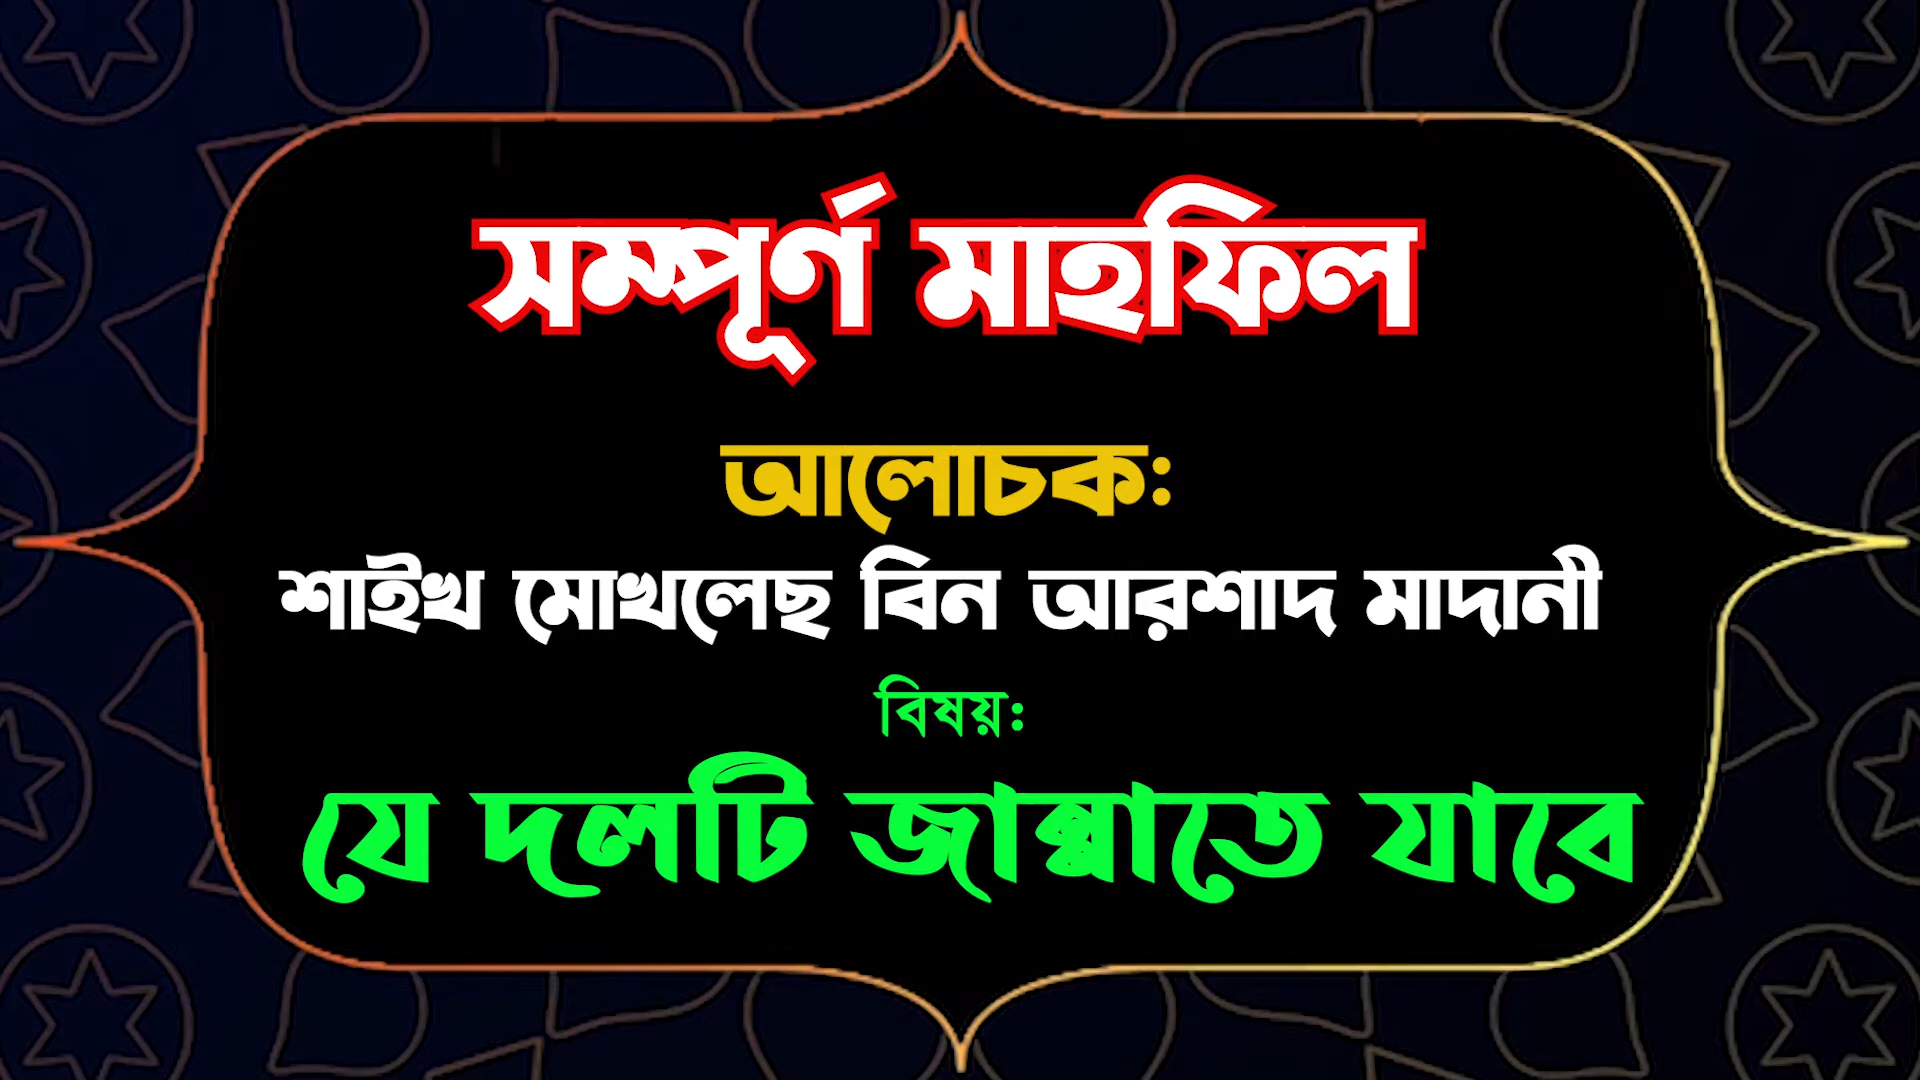 সম্পূর্ণ মাহফিল
আলোচক:
শাইখ মোখলেছ বিন আরশাদ মাদানী
বিষয়:
যে দলটি জান্নাতে যাবে